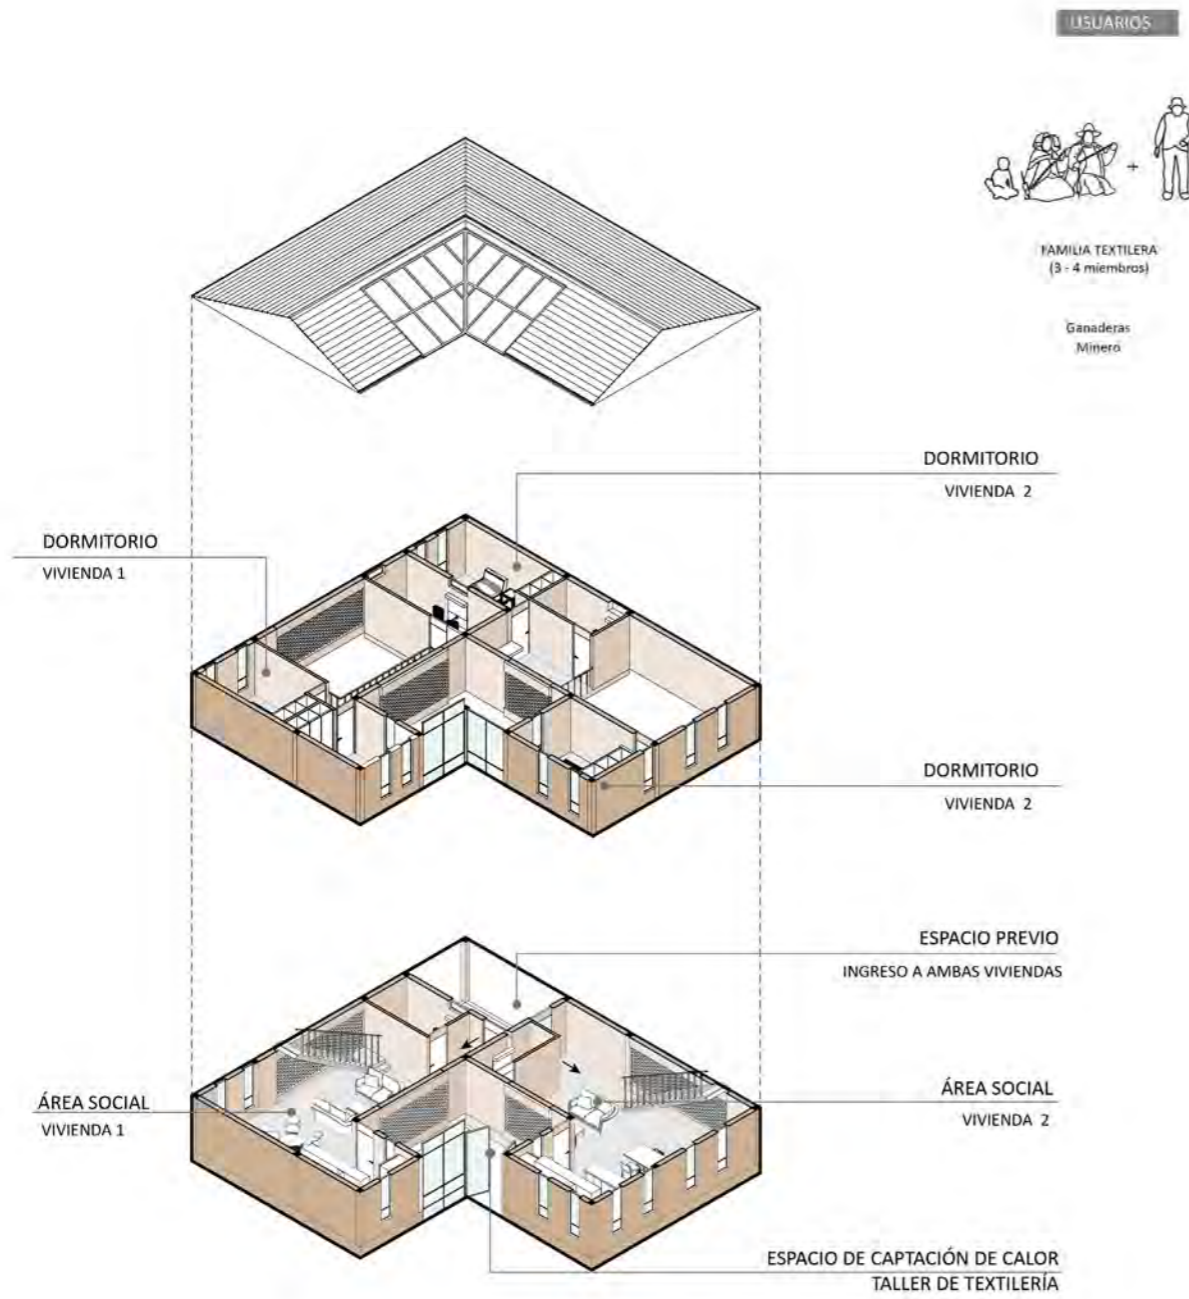 USUARIOS
FAMILIA TEXTILERA
(3 - 4 miembros)
Ganaderas
Minero
DORMITORIO
VIVIENDA 2
DORMITORIO
VIVIENDA 1
DORMITORIO
VIVIENDA 2
ESPACIO PREVIO
INGRESO A AMBAS VIVIENDAS
ÁREA SOCIAL
VIVIENDA 1
ÁREA SOCIAL
VIVIENDA 2
ESPACIO DE CAPTACIÓN DE CALOR
TALLER DE TEXTILERÍA